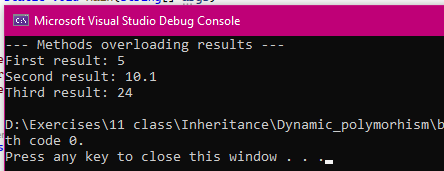 Microsoft Visual Studio Debug Console
--- Methods overloading results ---
First result: 5
Second result: 10.1
Third result: 24
D:\Exercises\11 class\Inheritance\Dynamic_polymorhism\b
th code 0.
Press any key to close this window . . .